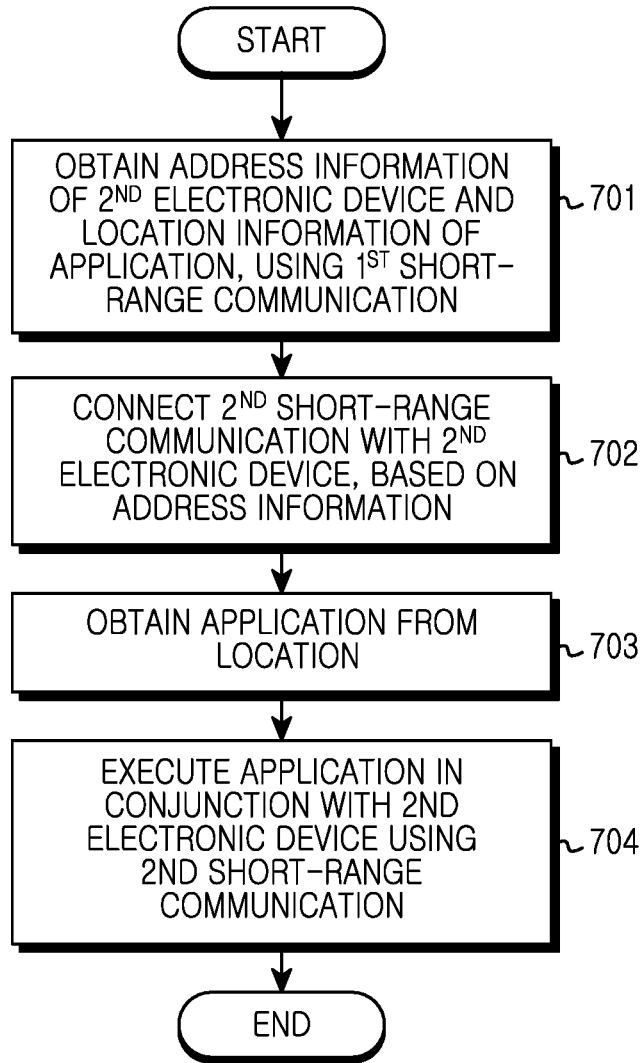 START
OBTAIN ADDRESS INFORMATION
OF 2ND ELECTRONIC DEVICE AND
LOCATION INFORMATION OF
APPLICATION, USING 1ST SHORT-
RANGE COMMUNICATION
701
CONNECT 2ND SHORT-RANGE
COMMUNICATION WITH 2ND
ELECTRONIC DEVICE, BASED ON
ADDRESS INFORMATION
702
OBTAIN APPLICATION FROM
LOCATION
703
EXECUTE APPLICATION IN
CONJUNCTION WITH 2ND
ELECTRONIC DEVICE USING
2ND SHORT-RANGE
COMMUNICATION
704
END